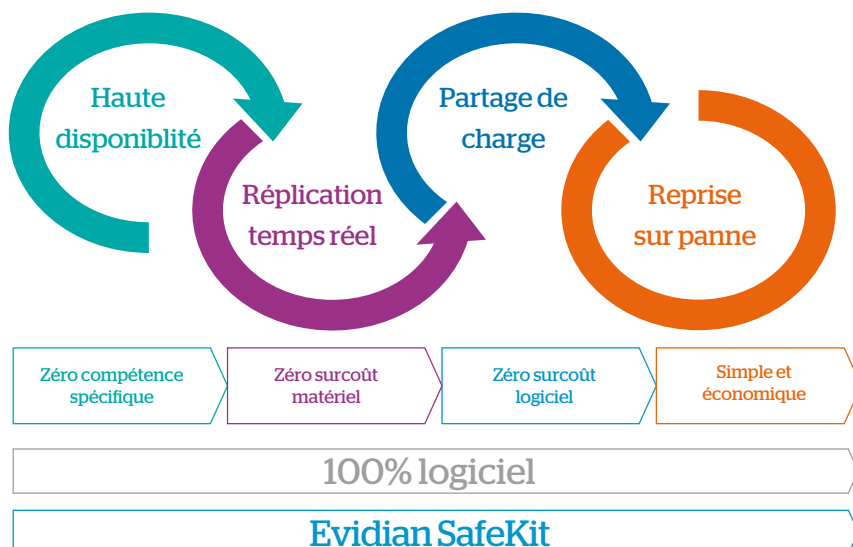 Haute
disponiblité
Réplication
temps réel
Partage de
charge
Reprise
sur panne
Zéro compétence
spécifique
Zéro surcoût
matériel
Zéro surcoût
logiciel
Simple et
économique
100% logiciel
Evidian SafeKit